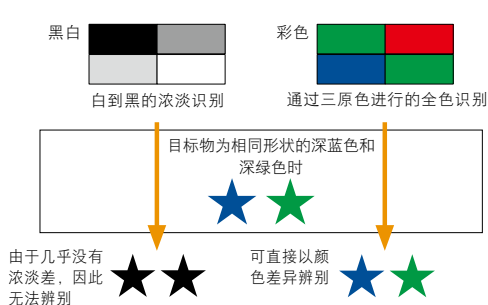 黑白
彩色
白到黑的浓淡识别
通过三原色进行的全色识别
目标物为相同形状的深蓝色和
深绿色时
由于几乎没有
浓淡差，因此
无法辨别
可直接以颜
色差异辨别